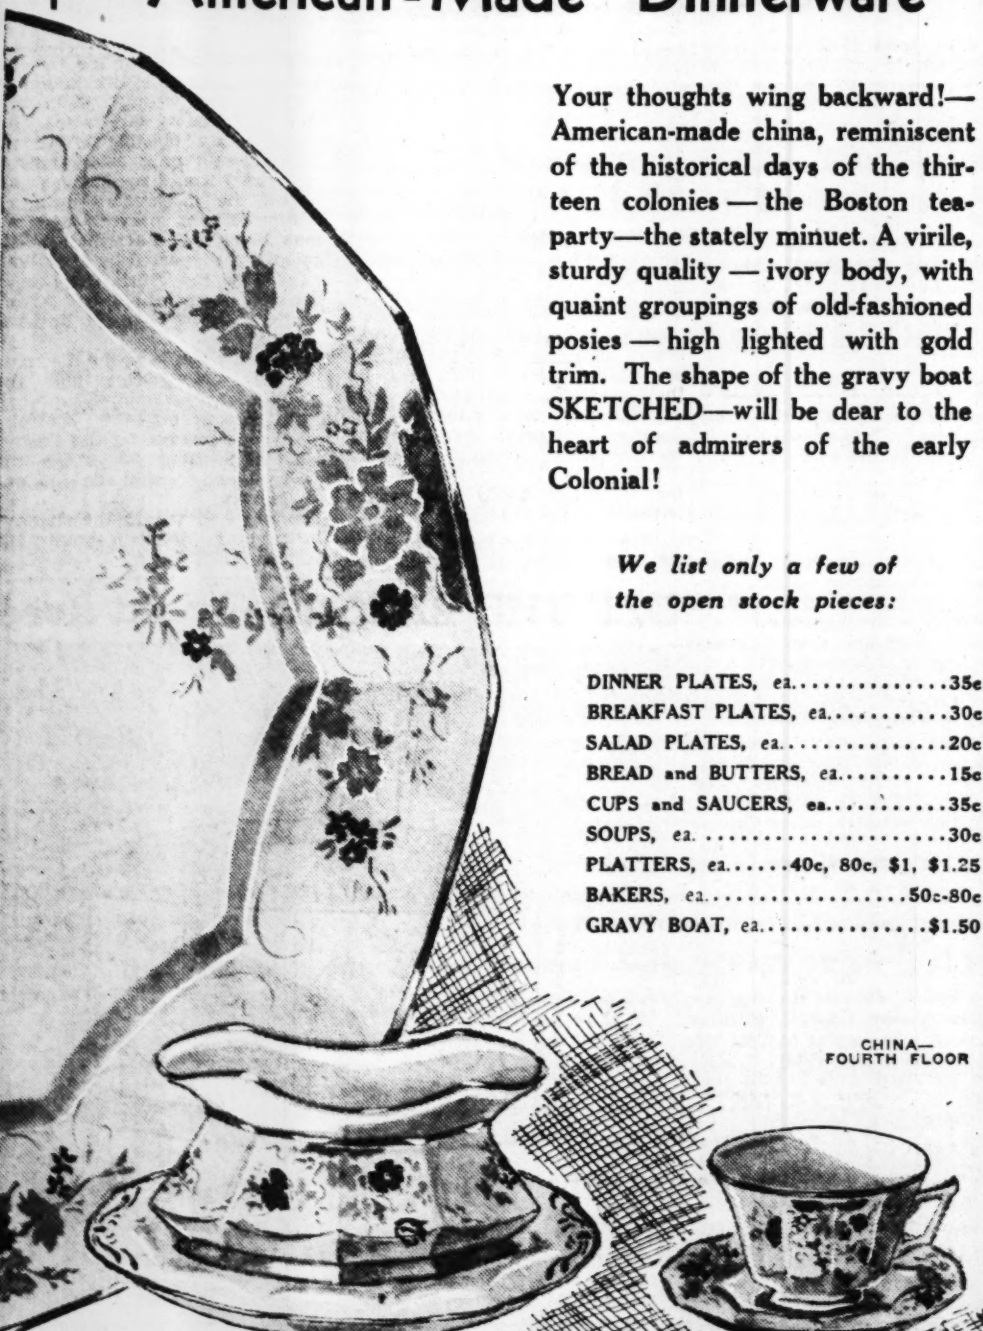 American-Made Dinnerware
Your thoughts wing backward!—
American-made china, reminiscent
of the historical days of the thir-
teen colonies — the Boston tea-
party—the stately minuet. A virile,
sturdy quality — ivory body, with
quaint groupings of old-fashioned
posies — high lighted with gold
trim. The shape of the gravy boat
SKETCHED—will be dear to the
heart of admirers of the early
Colonial!
We list only a few of
the open stock pieces:
DINNER PLATES, ea...............35c
BREAKFAST PLATES, ea...........30c
SALAD PLATES, ea................20c
BREAD and BUTTERS, ea..........15c
CUPS and SAUCERS, ea...........35c
SOUPS, ea. ......................30c
PLATTERS, ea......40c, 80c, $1, $1.25
BAKERS, ea...................50c-80c
GRAVY BOAT, ea................$1.50
CHINA—
FOURTH FLOOR